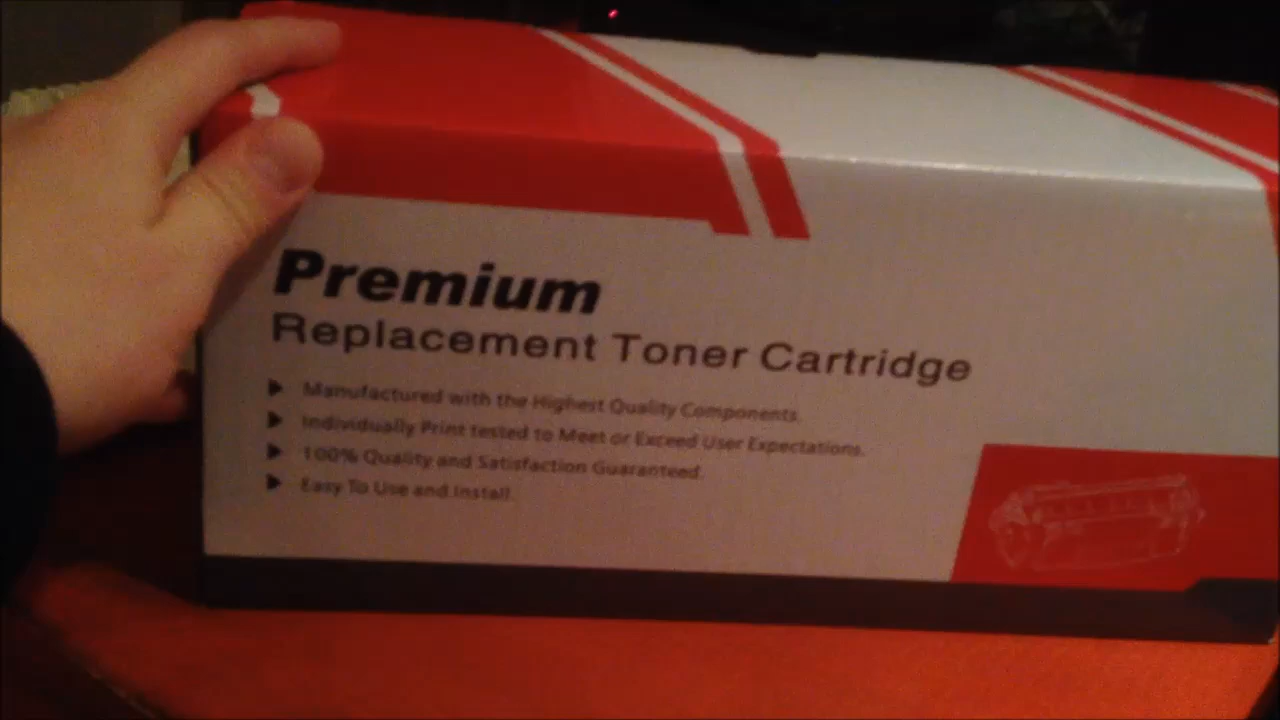 Premium
Replacement Toner Cartridge
Manufactured with the Highest Quality Components.
Individually Print tested to Meet or Exceed User Expectations.
100% Quality and Satisfaction Guaranteed.
Easy To Use and Install.